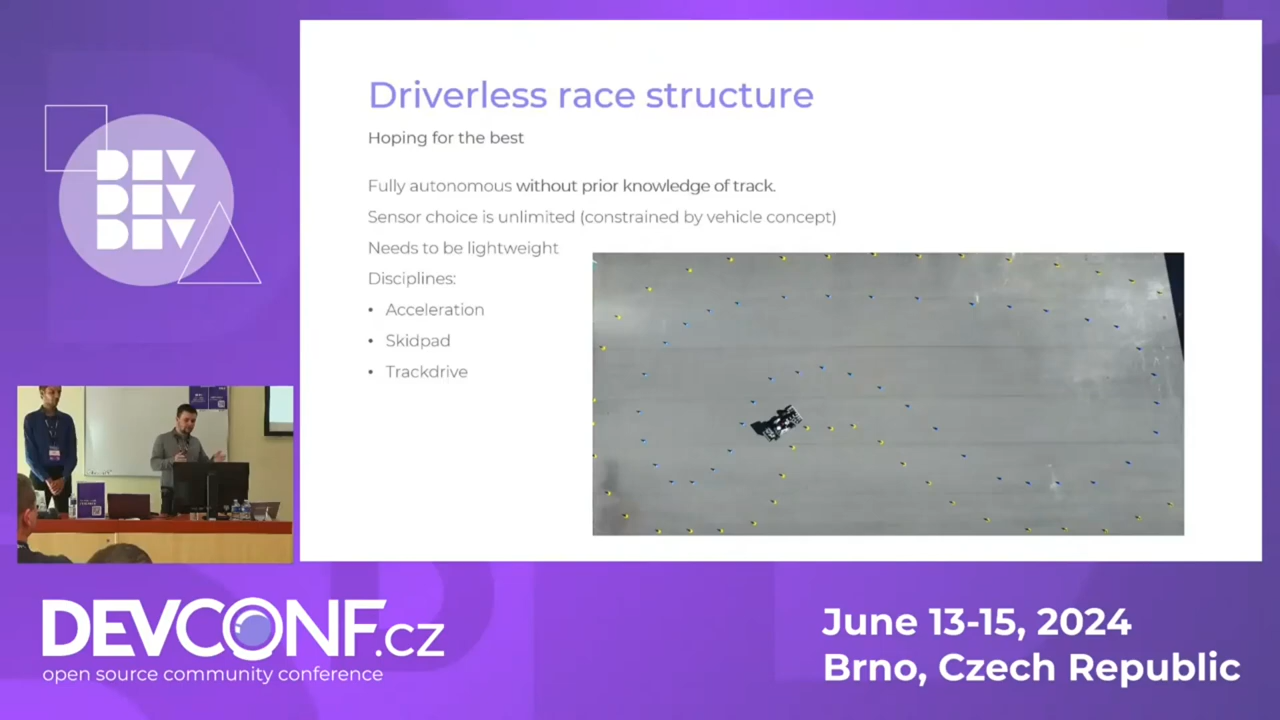 DEV
DEV
DEV
Driverless race structure
Hoping for the best
Fully autonomous without prior knowledge of track.
Sensor choice is unlimited (constrained by vehicle concept)
Needs to be lightweight
Disciplines:
• Acceleration
• Skidpad
• Trackdrive
DEVCONF.cz
open source community conference
June 13-15, 2024
Brno, Czech Republic